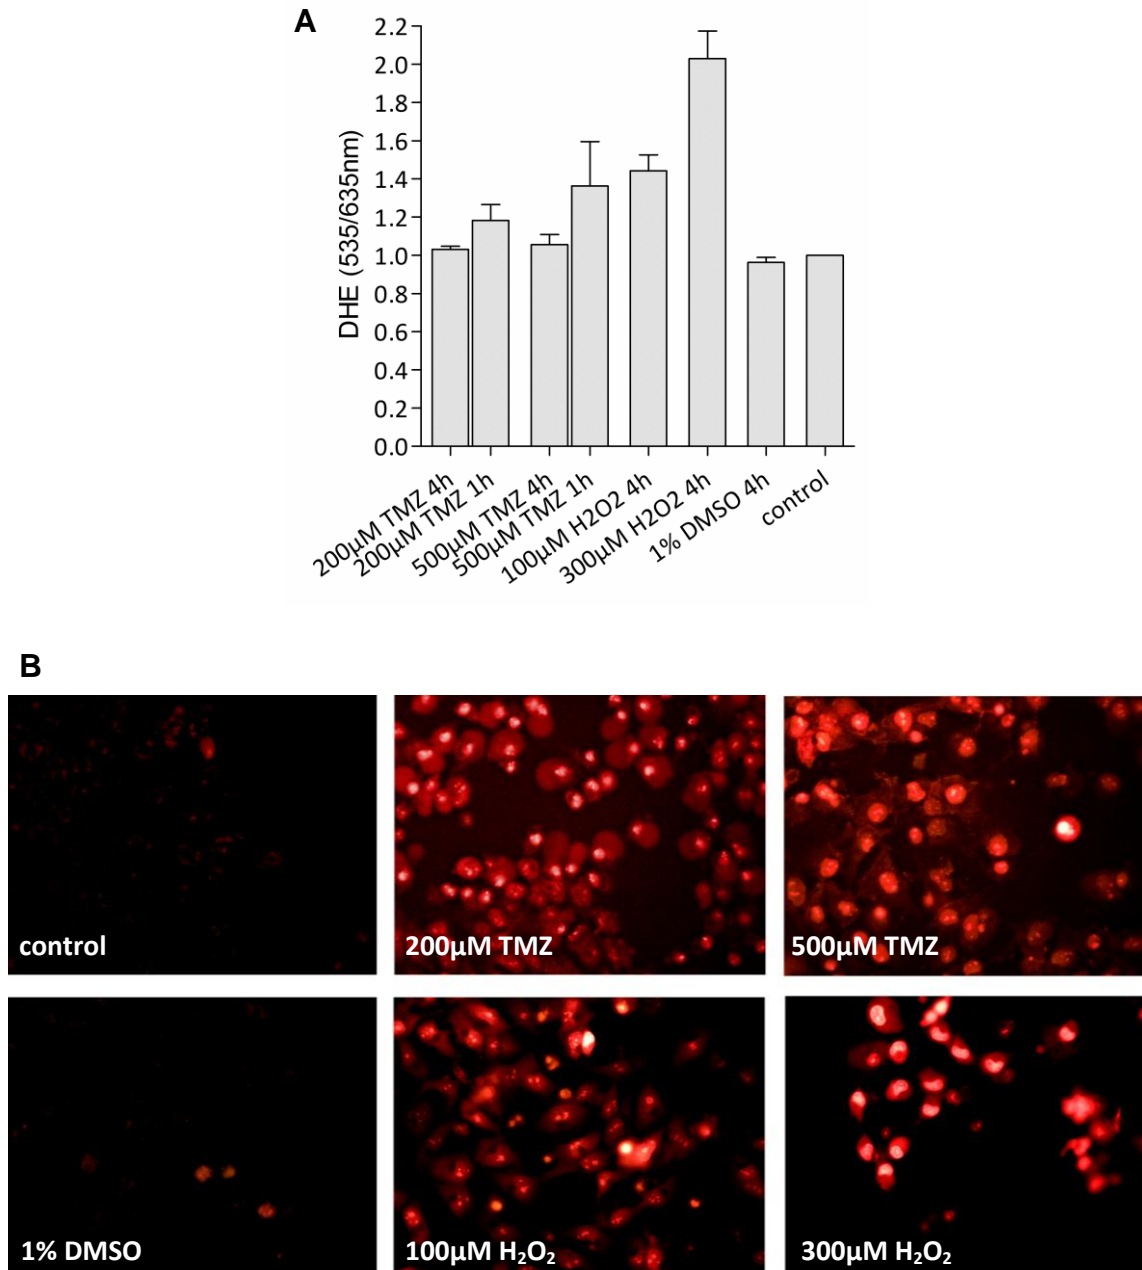 A
DHE (535/635nm)
2.2
2.0
1.8
1.6
1.4
1.2
1.0
0.8
0.6
0.4
0.2
0.0
200µM TMZ 4h
200µM TMZ 1h
500µM TMZ 4h
500µM TMZ 1h
100µM H2O2 4h
300µM H2O2 4h
1% DMSO 4h
control
B
control
200µM TMZ
500µM TMZ
1% DMSO
100µM H₂O₂
300µM H₂O₂